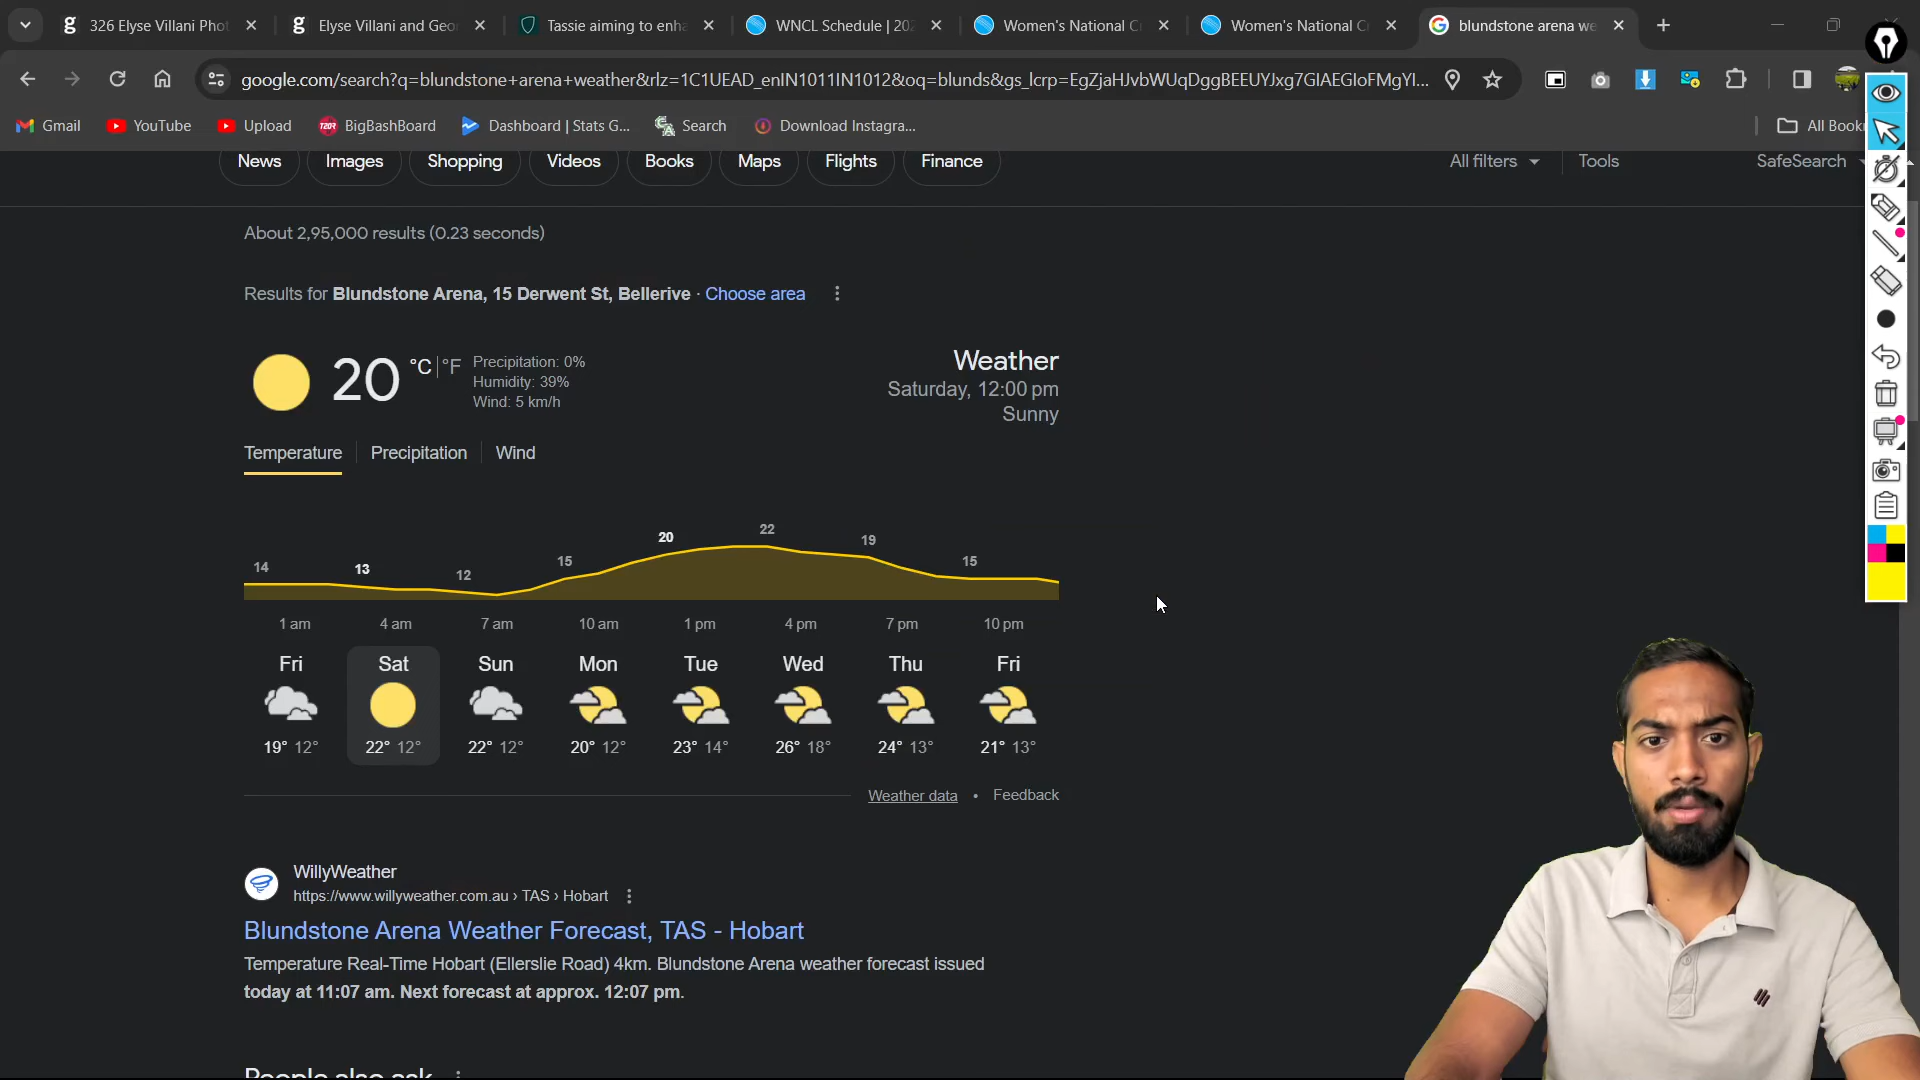 326 Elyse Villani Phot
Elyse Villani and Geor
Tassie aiming to enha
WNCL Schedule | 202
Women's National C
Women's National C
blundstone arena we
google.com/search?q=blundstone+arena+weather&rlz=1C1UEAD_enIN1011IN1012&oq=blunds&gs_lcrp=EgZjaHJvbWUqDggBEEUYJxg7GIAEGIoFMgYI...
Gmail
YouTube
Upload
BigBashBoard
Dashboard | Stats G...
Search
Download Instagra...
All Book
News
Images
Shopping
Videos
Books
Maps
Flights
Finance
All filters
Tools
SafeSearch
About 2,95,000 results (0.23 seconds)
Results for Blundstone Arena, 15 Derwent St, Bellerive · Choose area
20 °C | °F
Precipitation: 0%
Humidity: 39%
Wind: 5 km/h
Weather
Saturday, 12:00 pm
Sunny
Temperature
Precipitation
Wind
14 13 12 15 20 22 19 15
1 am 4 am 7 am 10 am 1 pm 4 pm 7 pm 10 pm
Fri Sat Sun Mon Tue Wed Thu Fri
19° 12° 22° 12° 22° 12° 20° 12° 23° 14° 26° 18° 24° 13° 21° 13°
Weather data • Feedback
WillyWeather
https://www.willyweather.com.au › TAS › Hobart
Blundstone Arena Weather Forecast, TAS - Hobart
Temperature Real-Time Hobart (Ellerslie Road) 4km. Blundstone Arena weather forecast issued
today at 11:07 am. Next forecast at approx. 12:07 pm.
People also ask